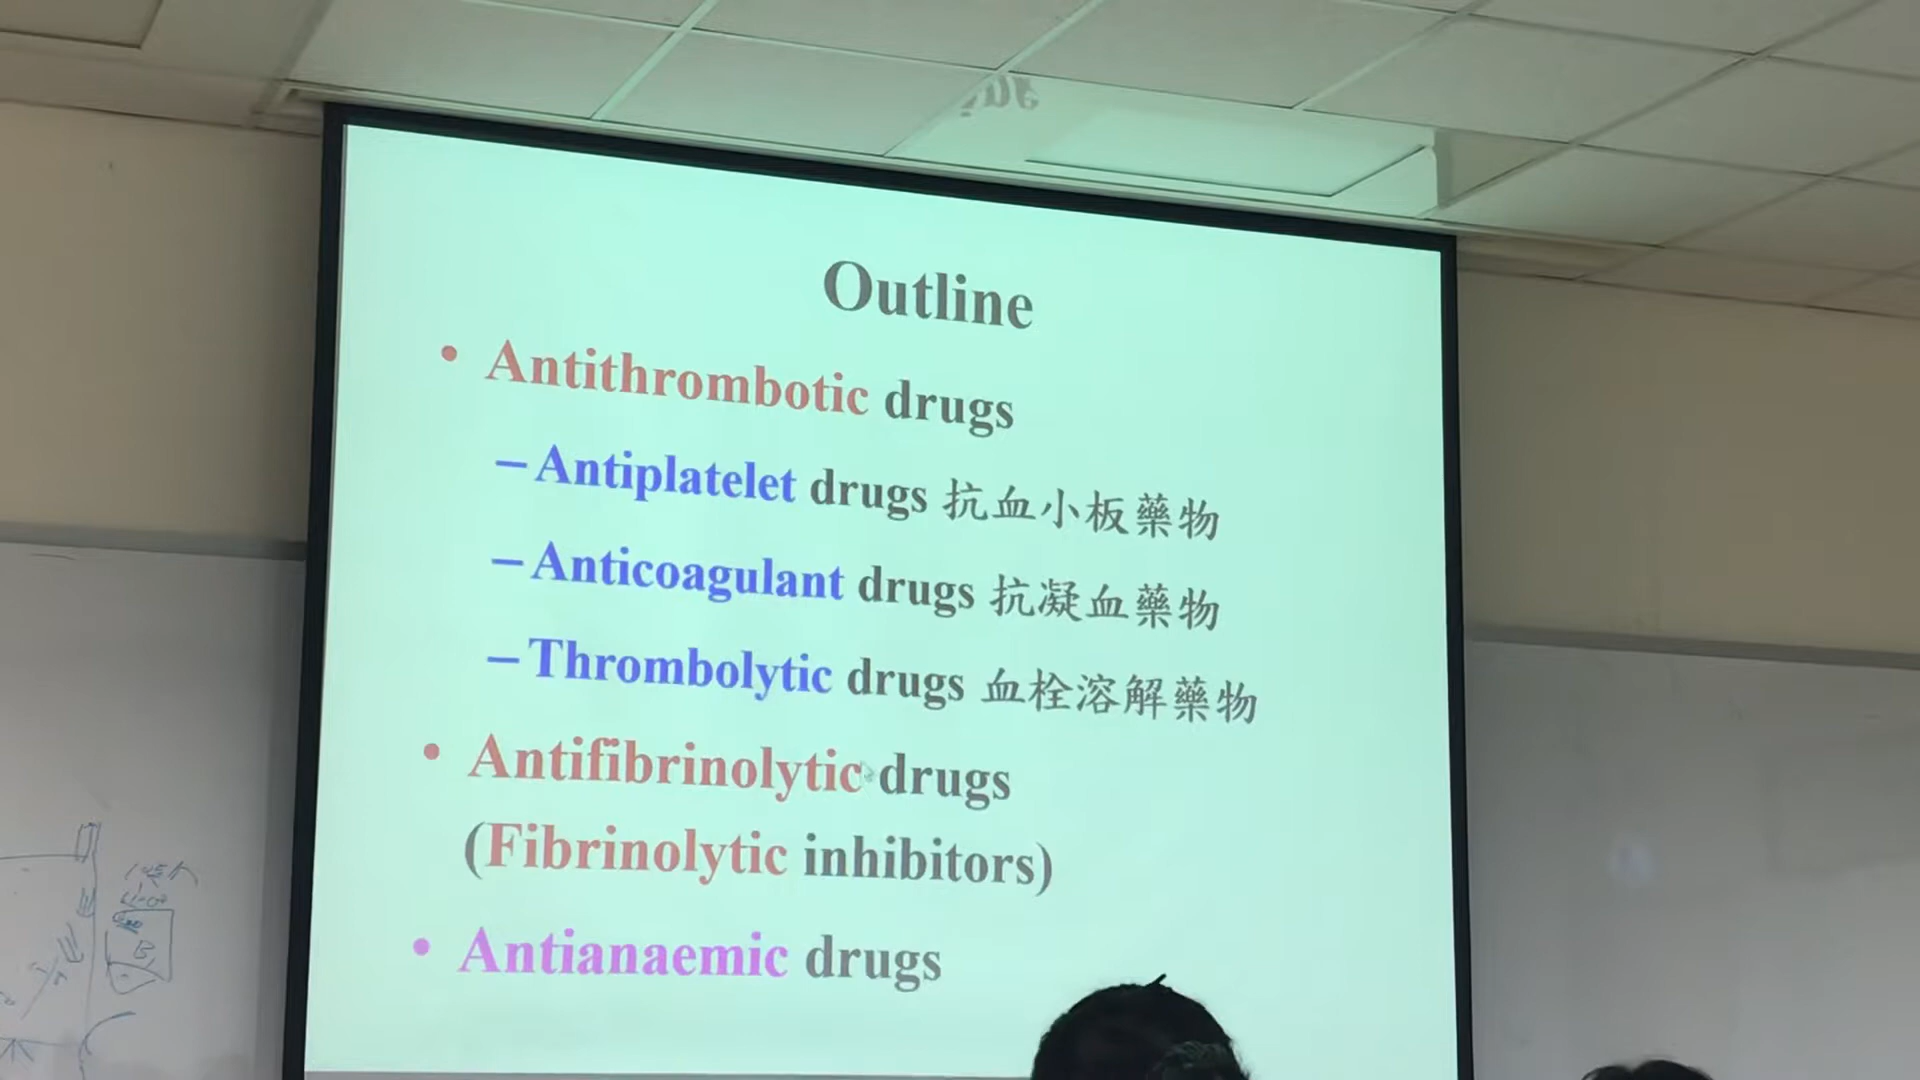 Outline
• Antithrombotic drugs
– Antiplatelet drugs 抗血小板藥物
– Anticoagulant drugs 抗凝血藥物
– Thrombolytic drugs 血栓溶解藥物
• Antifibrinolytic drugs
(Fibrinolytic inhibitors)
• Antianaemic drugs